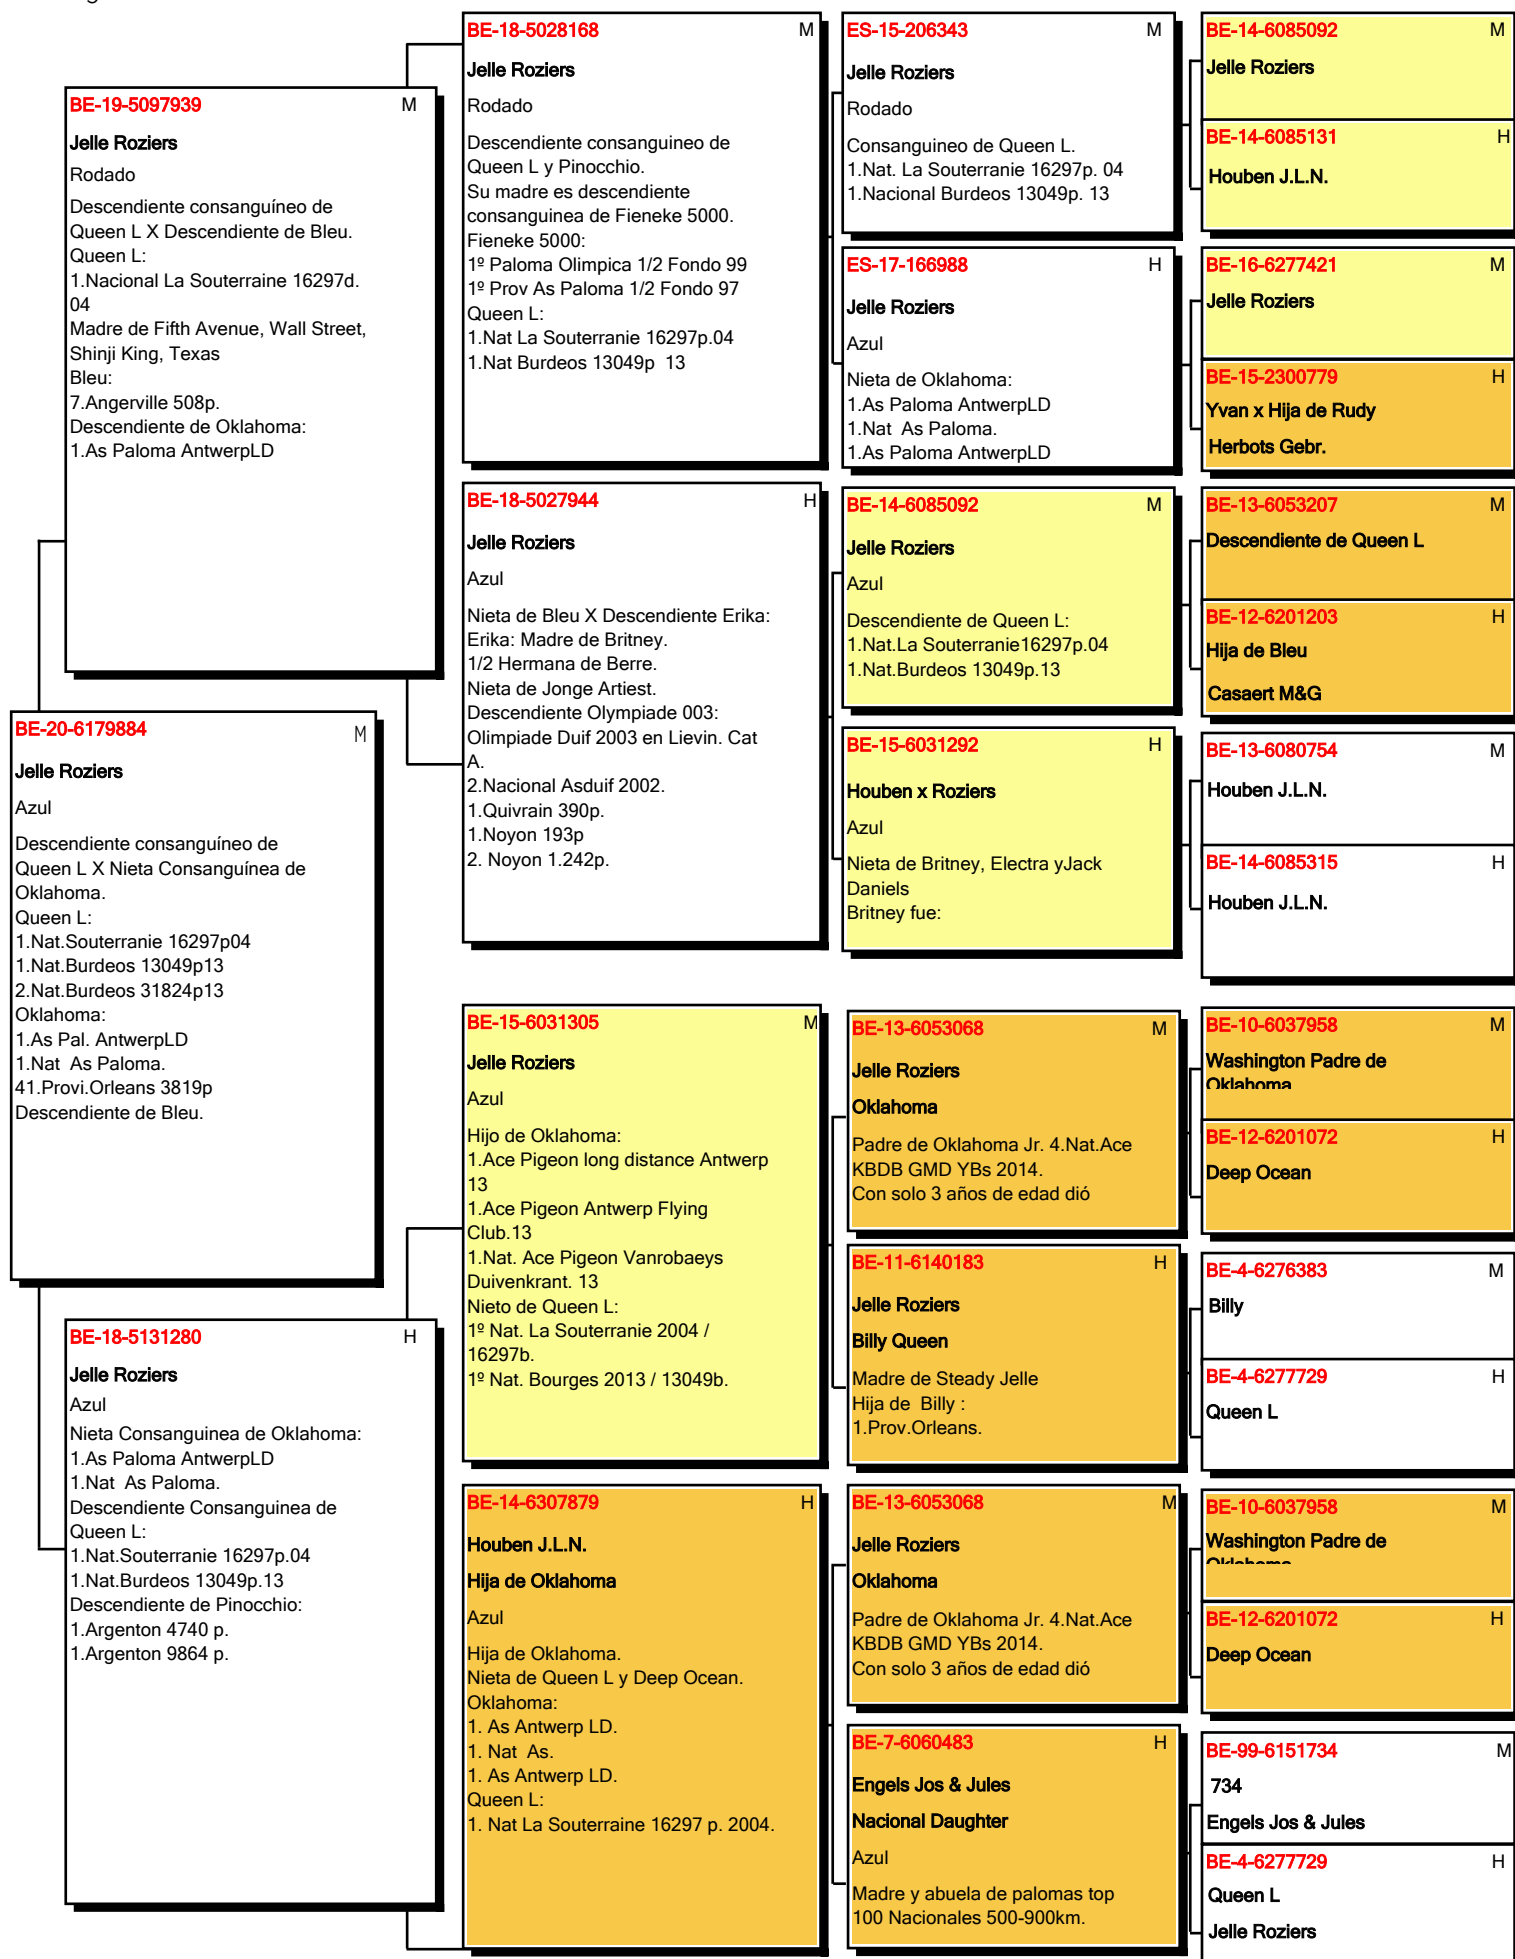 BE-20-6179884 M
Jelle Roziers
Azul
Descendiente consanguíneo de
Queen L X Nieta Consanguínea de
Oklahoma.
Queen L:
1.Nat.Souterranie 16297p04
1.Nat.Burdeos 13049p13
2.Nat.Burdeos 31824p13
Oklahoma:
1.As Pal. AntwerpLD
1.Nat  As Paloma.
41.Provi.Orleans 3819p
Descendiente de Bleu.
BE-19-5097939 M
Jelle Roziers
Rodado
Descendiente consanguíneo de
Queen L X Descendiente de Bleu.
Queen L:
1.Nacional La Souterraine 16297d.
04
Madre de Fifth Avenue, Wall Street,
Shinji King, Texas
Bleu:
7.Angerville 508p.
Descendiente de Oklahoma:
1.As Paloma AntwerpLD
BE-18-5131280 H
Jelle Roziers
Azul
Nieta Consanguinea de Oklahoma:
1.As Paloma AntwerpLD
1.Nat  As Paloma.
Descendiente Consanguinea de
Queen L:
1.Nat.Souterranie 16297p.04
1.Nat.Burdeos 13049p.13
Descendiente de Pinocchio:
1.Argenton 4740 p.
1.Argenton 9864 p.
BE-18-5028168 M
Jelle Roziers
Rodado
Descendiente consanguineo de
Queen L y Pinocchio.
Su madre es descendiente
consanguinea de Fieneke 5000.
Fieneke 5000:
1º Paloma Olimpica 1/2 Fondo 99
1º Prov As Paloma 1/2 Fondo 97
Queen L:
1.Nat La Souterranie 16297p.04
1.Nat Burdeos 13049p  13
BE-18-5027944 H
Jelle Roziers
Azul
Nieta de Bleu X Descendiente Erika:
Erika: Madre de Britney.
1/2 Hermana de Berre.
Nieta de Jonge Artiest.
Descendiente Olympiade 003:
Olimpiade Duif 2003 en Lievin. Cat
A.
2.Nacional Asduif 2002.
1.Quivrain 390p.
1.Noyon 193p
2. Noyon 1.242p.
BE-15-6031305 M
Jelle Roziers
Azul
Hijo de Oklahoma:
1.Ace Pigeon long distance Antwerp
13
1.Ace Pigeon Antwerp Flying
Club.13
1.Nat. Ace Pigeon Vanrobaeys
Duivenkrant. 13
Nieto de Queen L:
1º Nat. La Souterranie 2004 /
16297b.
1º Nat. Bourges 2013 / 13049b.
BE-14-6307879 H
Houben J.L.N.
Hija de Oklahoma
Azul
Hija de Oklahoma.
Nieta de Queen L y Deep Ocean.
Oklahoma:
1. As Antwerp LD.
1. Nat  As.
1. As Antwerp LD.
Queen L:
1. Nat La Souterraine 16297 p. 2004.
ES-15-206343 M
Jelle Roziers
Rodado
Consanguineo de Queen L.
1.Nat. La Souterranie 16297p. 04
1.Nacional Burdeos 13049p. 13
ES-17-166988 H
Jelle Roziers
Azul
Nieta de Oklahoma:
1.As Paloma AntwerpLD
1.Nat  As Paloma.
1.As Paloma AntwerpLD
BE-14-6085092 M
Jelle Roziers
Azul
Descendiente de Queen L:
1.Nat.La Souterranie16297p.04
1.Nat.Burdeos 13049p.13
BE-15-6031292 H
Houben x Roziers
Azul
Nieta de Britney, Electra yJack
Daniels
Britney fue:
BE-13-6053068 M
Jelle Roziers
Oklahoma
Padre de Oklahoma Jr. 4.Nat.Ace
KBDB GMD YBs 2014.
Con solo 3 años de edad dió
BE-11-6140183 H
Jelle Roziers
Billy Queen
Madre de Steady Jelle
Hija de  Billy :
1.Prov.Orleans.
BE-13-6053068 M
Jelle Roziers
Oklahoma
Padre de Oklahoma Jr. 4.Nat.Ace
KBDB GMD YBs 2014.
Con solo 3 años de edad dió
BE-7-6060483 H
Engels Jos & Jules
Nacional Daughter
Azul
Madre y abuela de palomas top
100 Nacionales 500-900km.
BE-14-6085092 M
Jelle Roziers
BE-14-6085131 H
Houben J.L.N.
BE-16-6277421 M
Jelle Roziers
BE-15-2300779 H
Yvan x Hija de Rudy
Herbots Gebr.
BE-13-6053207 M
Descendiente de Queen L
BE-12-6201203 H
Hija de Bleu
Casaert M&G
BE-13-6080754 M
Houben J.L.N.
BE-14-6085315 H
Houben J.L.N.
BE-10-6037958 M
Washington Padre de
Oklahoma
BE-12-6201072 H
Deep Ocean
BE-4-6276383 M
Billy
BE-4-6277729 H
Queen L
BE-10-6037958 M
Washington Padre de
Oklahoma
BE-12-6201072 H
Deep Ocean
BE-99-6151734 M
734
Engels Jos & Jules
BE-4-6277729 H
Queen L
Jelle Roziers